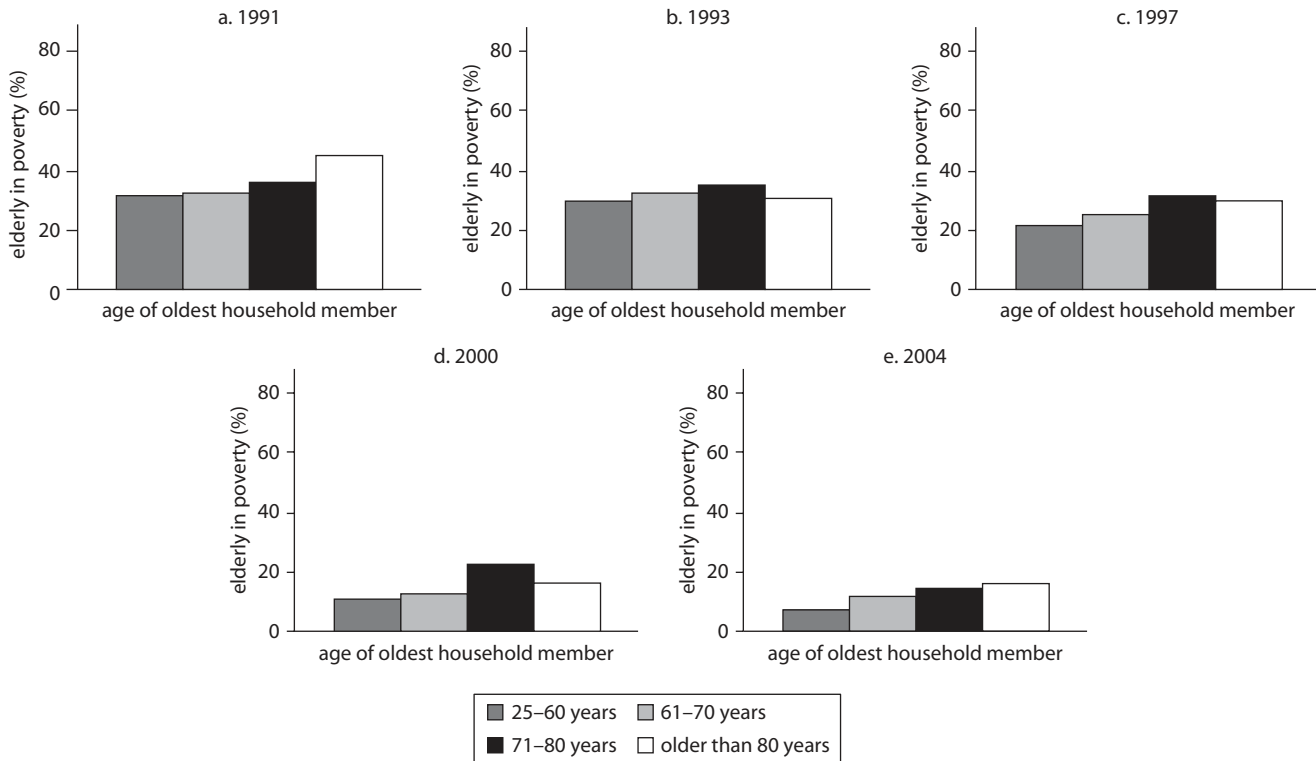 a. 1991
80
60
40
20
0
elderly in poverty (%)
age of oldest household member
b. 1993
80
60
40
20
0
elderly in poverty (%)
age of oldest household member
c. 1997
80
60
40
20
0
elderly in poverty (%)
age of oldest household member
d. 2000
80
60
40
20
0
elderly in poverty (%)
age of oldest household member
e. 2004
80
60
40
20
0
elderly in poverty (%)
age of oldest household member
25–60 years 61–70 years
71–80 years older than 80 years